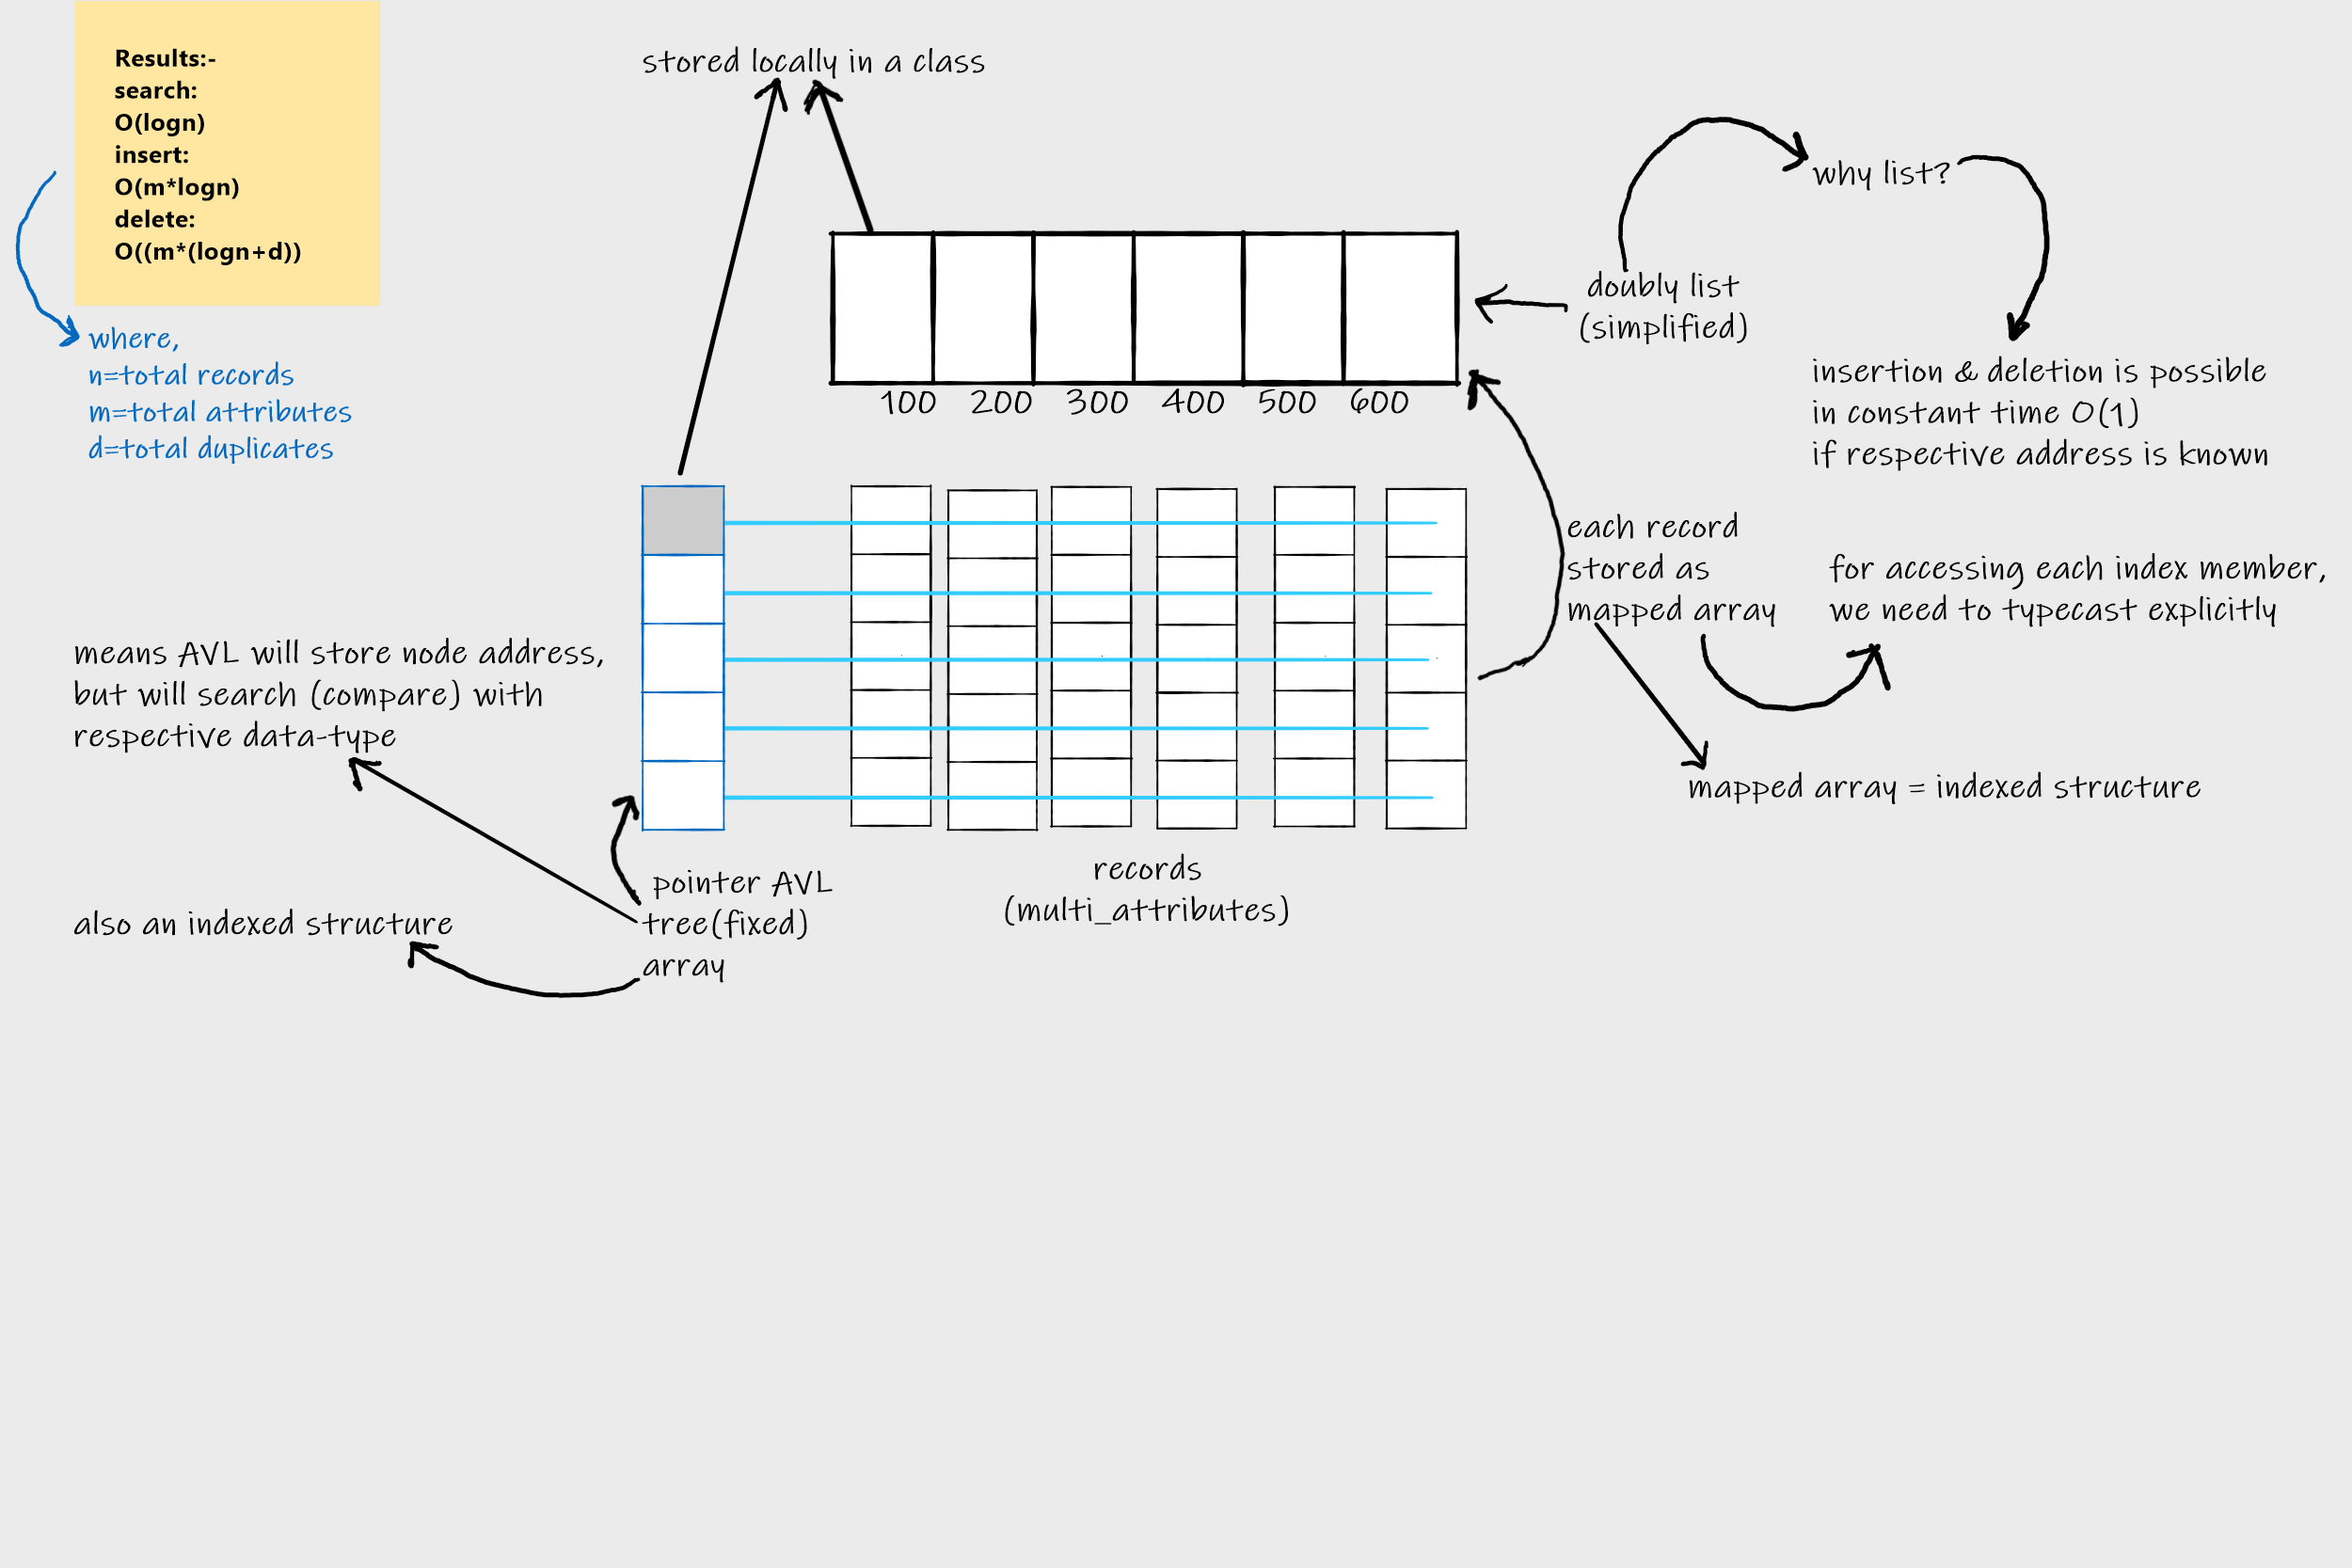 Results:-
search:
O(logn)
insert:
O(m*logn)
delete:
O((m*(logn+d))
where,
n=total records
m=total attributes
d=total duplicates
stored locally in a class
why list?
doubly list
(simplified)
insertion & deletion is possible
in constant time O(1)
if respective address is known
100 200 300 400 500 600
each record
stored as
mapped array
for accessing each index member,
we need to typecast explicitly
mapped array = indexed structure
means AVL will store node address,
but will search (compare) with
respective data-type
also an indexed structure
pointer AVL
tree(fixed)
array
records
(multi_attributes)